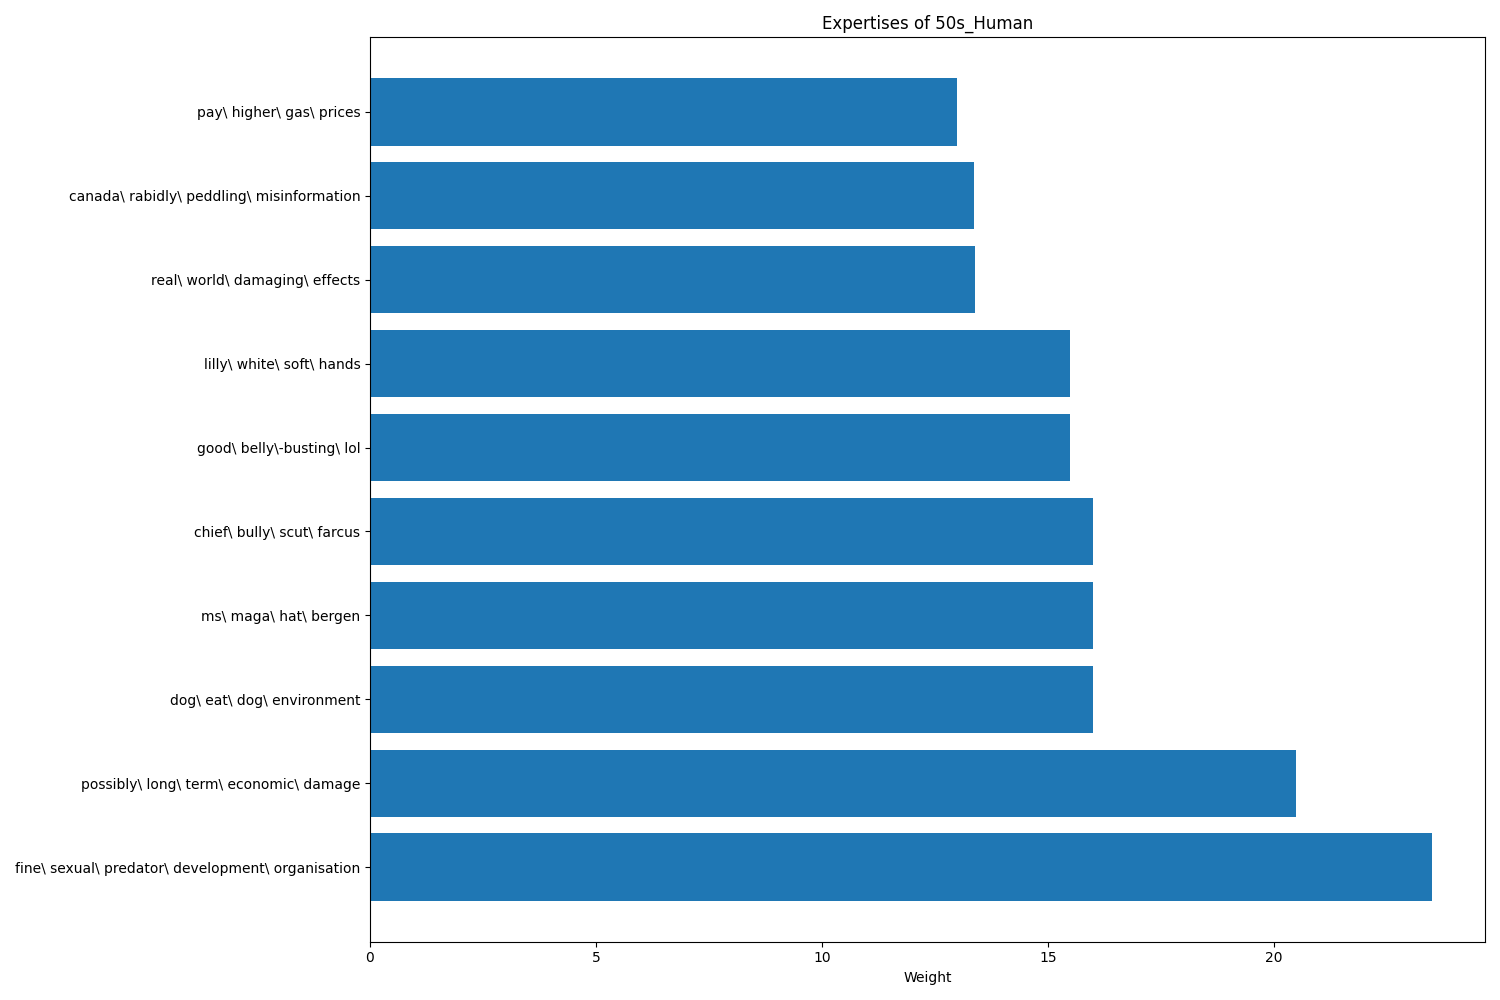 Expertises of 50s_Human
pay\ higher\ gas\ prices
canada\ rabidly\ peddling\ misinformation
real\ world\ damaging\ effects
lilly\ white\ soft\ hands
good\ belly\-busting\ lol
chief\ bully\ scut\ farcus
ms\ maga\ hat\ bergen
dog\ eat\ dog\ environment
possibly\ long\ term\ economic\ damage
fine\ sexual\ predator\ development\ organisation
0 5 10 15 20
Weight